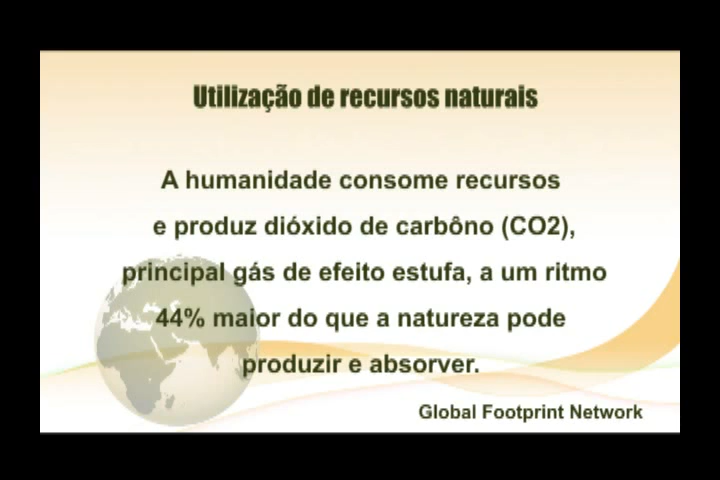 Utilização de recursos naturais
A humanidade consome recursos
e produz dióxido de carbôno (CO2),
principal gás de efeito estufa, a um ritmo
44% maior do que a natureza pode
produzir e absorver.
Global Footprint Network